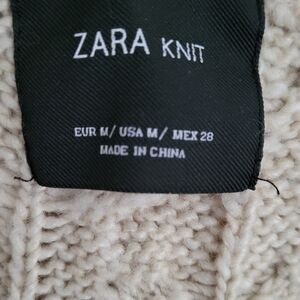 ZARA KNIT
EUR M/ USA M/ MEX 28
MADE IN CHINA